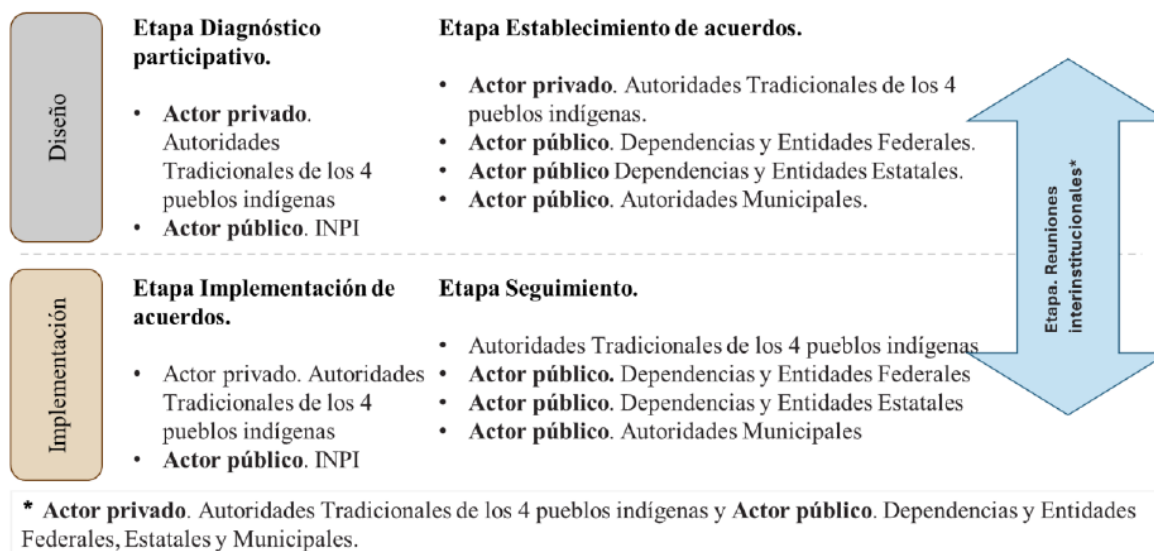 Diseño
Etapa Diagnóstico
participativo.
• Actor privado.
Autoridades
Tradicionales de los 4
pueblos indígenas
• Actor público. INPI
Etapa Establecimiento de acuerdos.
• Actor privado. Autoridades Tradicionales de los 4
pueblos indígenas.
• Actor público. Dependencias y Entidades Federales.
• Actor público Dependencias y Entidades Estatales.
• Actor público. Autoridades Municipales.
Etapa. Reuniones
interinstitucionales*
Implementación
Etapa Implementación de
acuerdos.
• Actor privado. Autoridades
Tradicionales de los 4
pueblos indígenas
• Actor público. INPI
Etapa Seguimiento.
• Autoridades Tradicionales de los 4 pueblos indígenas
• Actor público. Dependencias y Entidades Federales
• Actor público. Dependencias y Entidades Estatales
• Actor público. Autoridades Municipales
* Actor privado. Autoridades Tradicionales de los 4 pueblos indígenas y Actor público. Dependencias y Entidades
Federales, Estatales y Municipales.